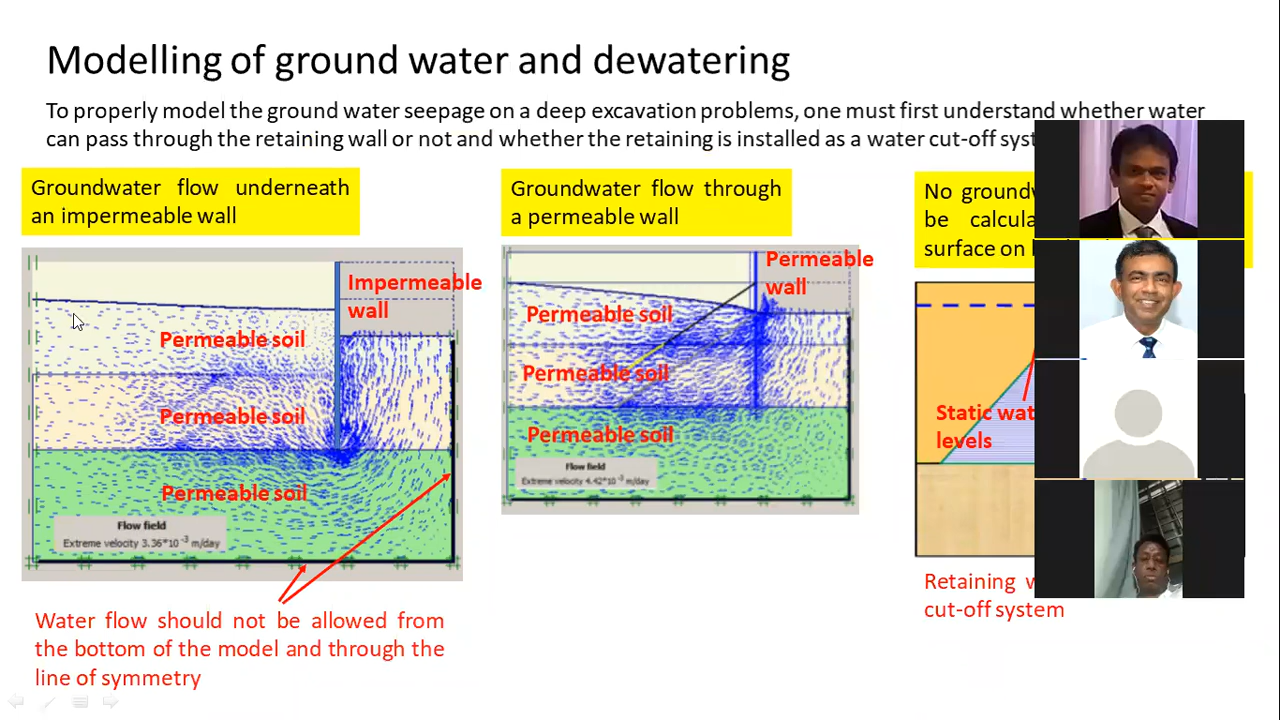 Modelling of ground water and dewatering
To properly model the ground water seepage on a deep excavation problems, one must first understand whether water
can pass through the retaining wall or not and whether the retaining is installed as a water cut-off
Groundwater flow underneath
an impermeable wall
Impermeable
wall
Permeable soil
Permeable soil
Permeable soil
Flow field
Extreme velocity 3.36*10⁻³ m/day
Water flow should not be allowed from
the bottom of the model and through the
line of symmetry
Groundwater flow through
a permeable wall
Permeable
wall
Permeable soil
Permeable soil
Permeable soil
Flow field
Extreme velocity 4.42*10⁻³ m/day
No
be
surface on
Static
levels
Retaining
cut-off system